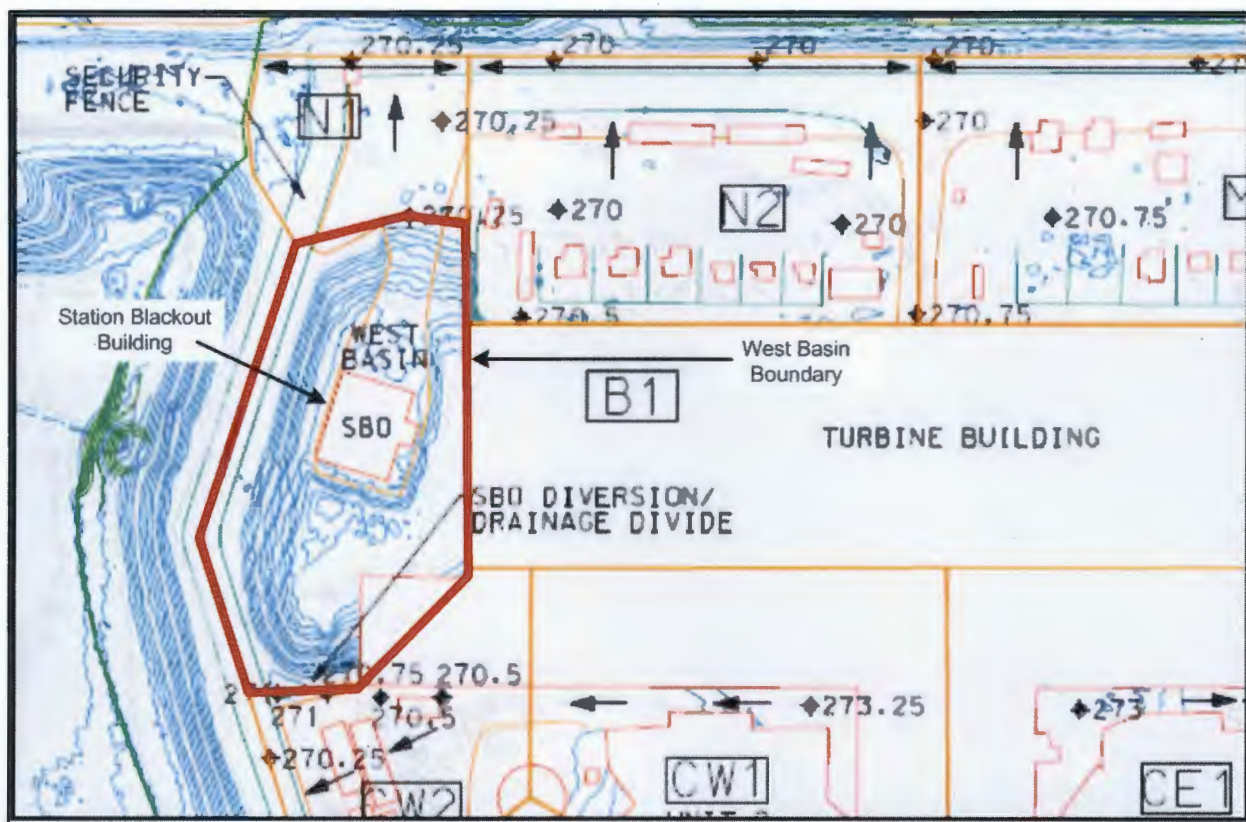 270.25
270
270
270
SECURITY
FENCE
N1
270.25
270
N2
270
270
270.75
270.5
270.75
Station Blackout
Building
WEST
BASIN
West Basin
Boundary
B1
SBO
TURBINE BUILDING
SBO DIVERSION/
DRAINAGE DIVIDE
270.5
271
270.5
273.25
273
270.25
CW2
CW1
CE1